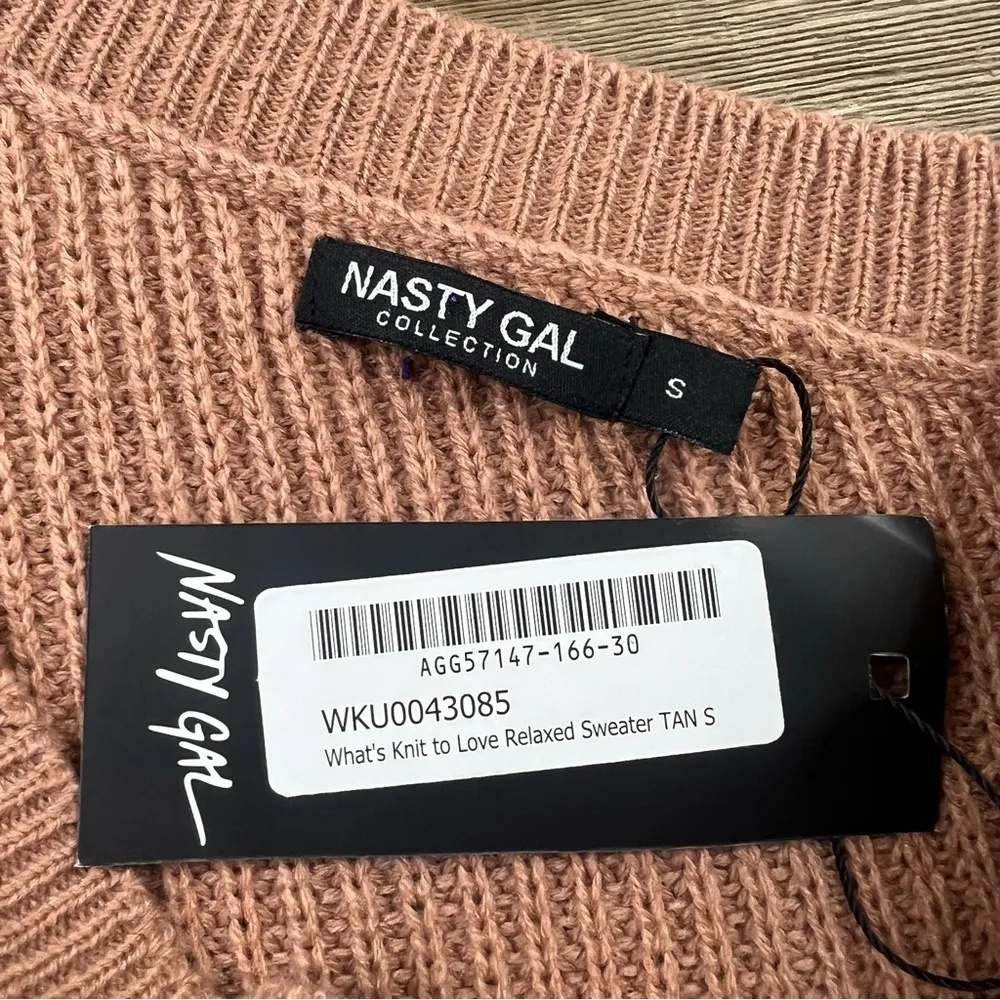 NASTY GAL
COLLECTION
S
NASTY GAL
AGG57147-166-30
WKU0043085
What's Knit to Love Relaxed Sweater TAN S